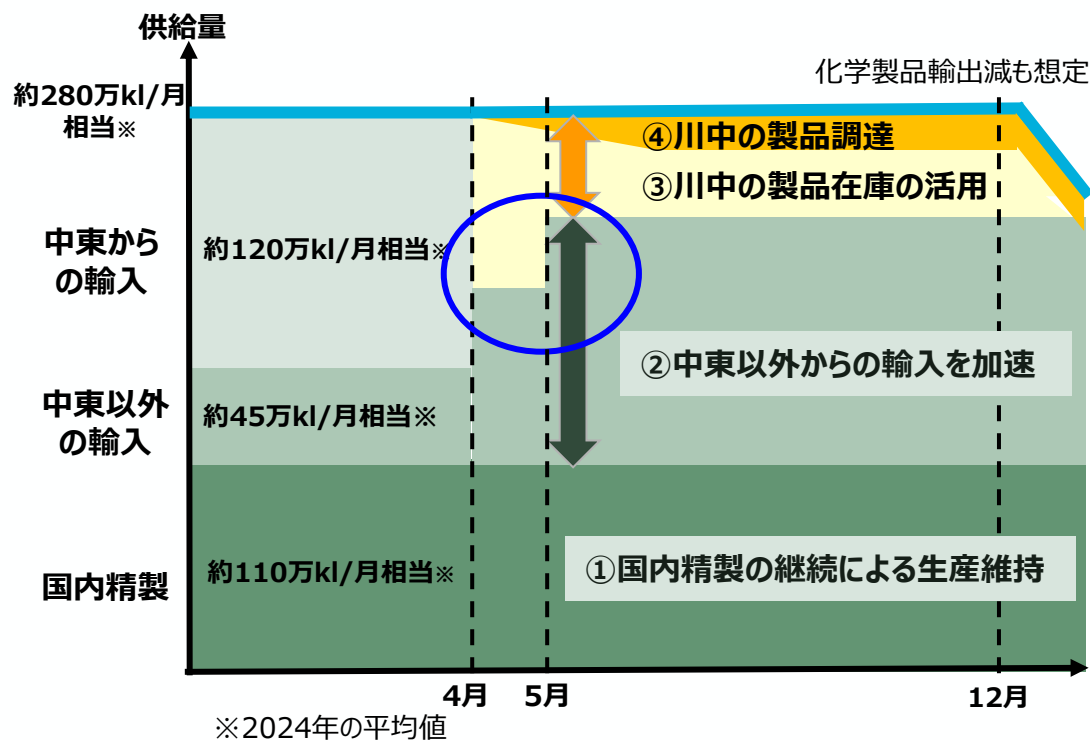 供給量
化学製品輸出減も想定
約280万kl/月
相当※
④川中の製品調達
③川中の製品在庫の活用
中東から
の輸入
約120万kl/月相当※
②中東以外からの輸入を加速
中東以外
の輸入
約45万kl/月相当※
国内精製
約110万kl/月相当※
①国内精製の継続による生産維持
4月
5月
12月
※2024年の平均値